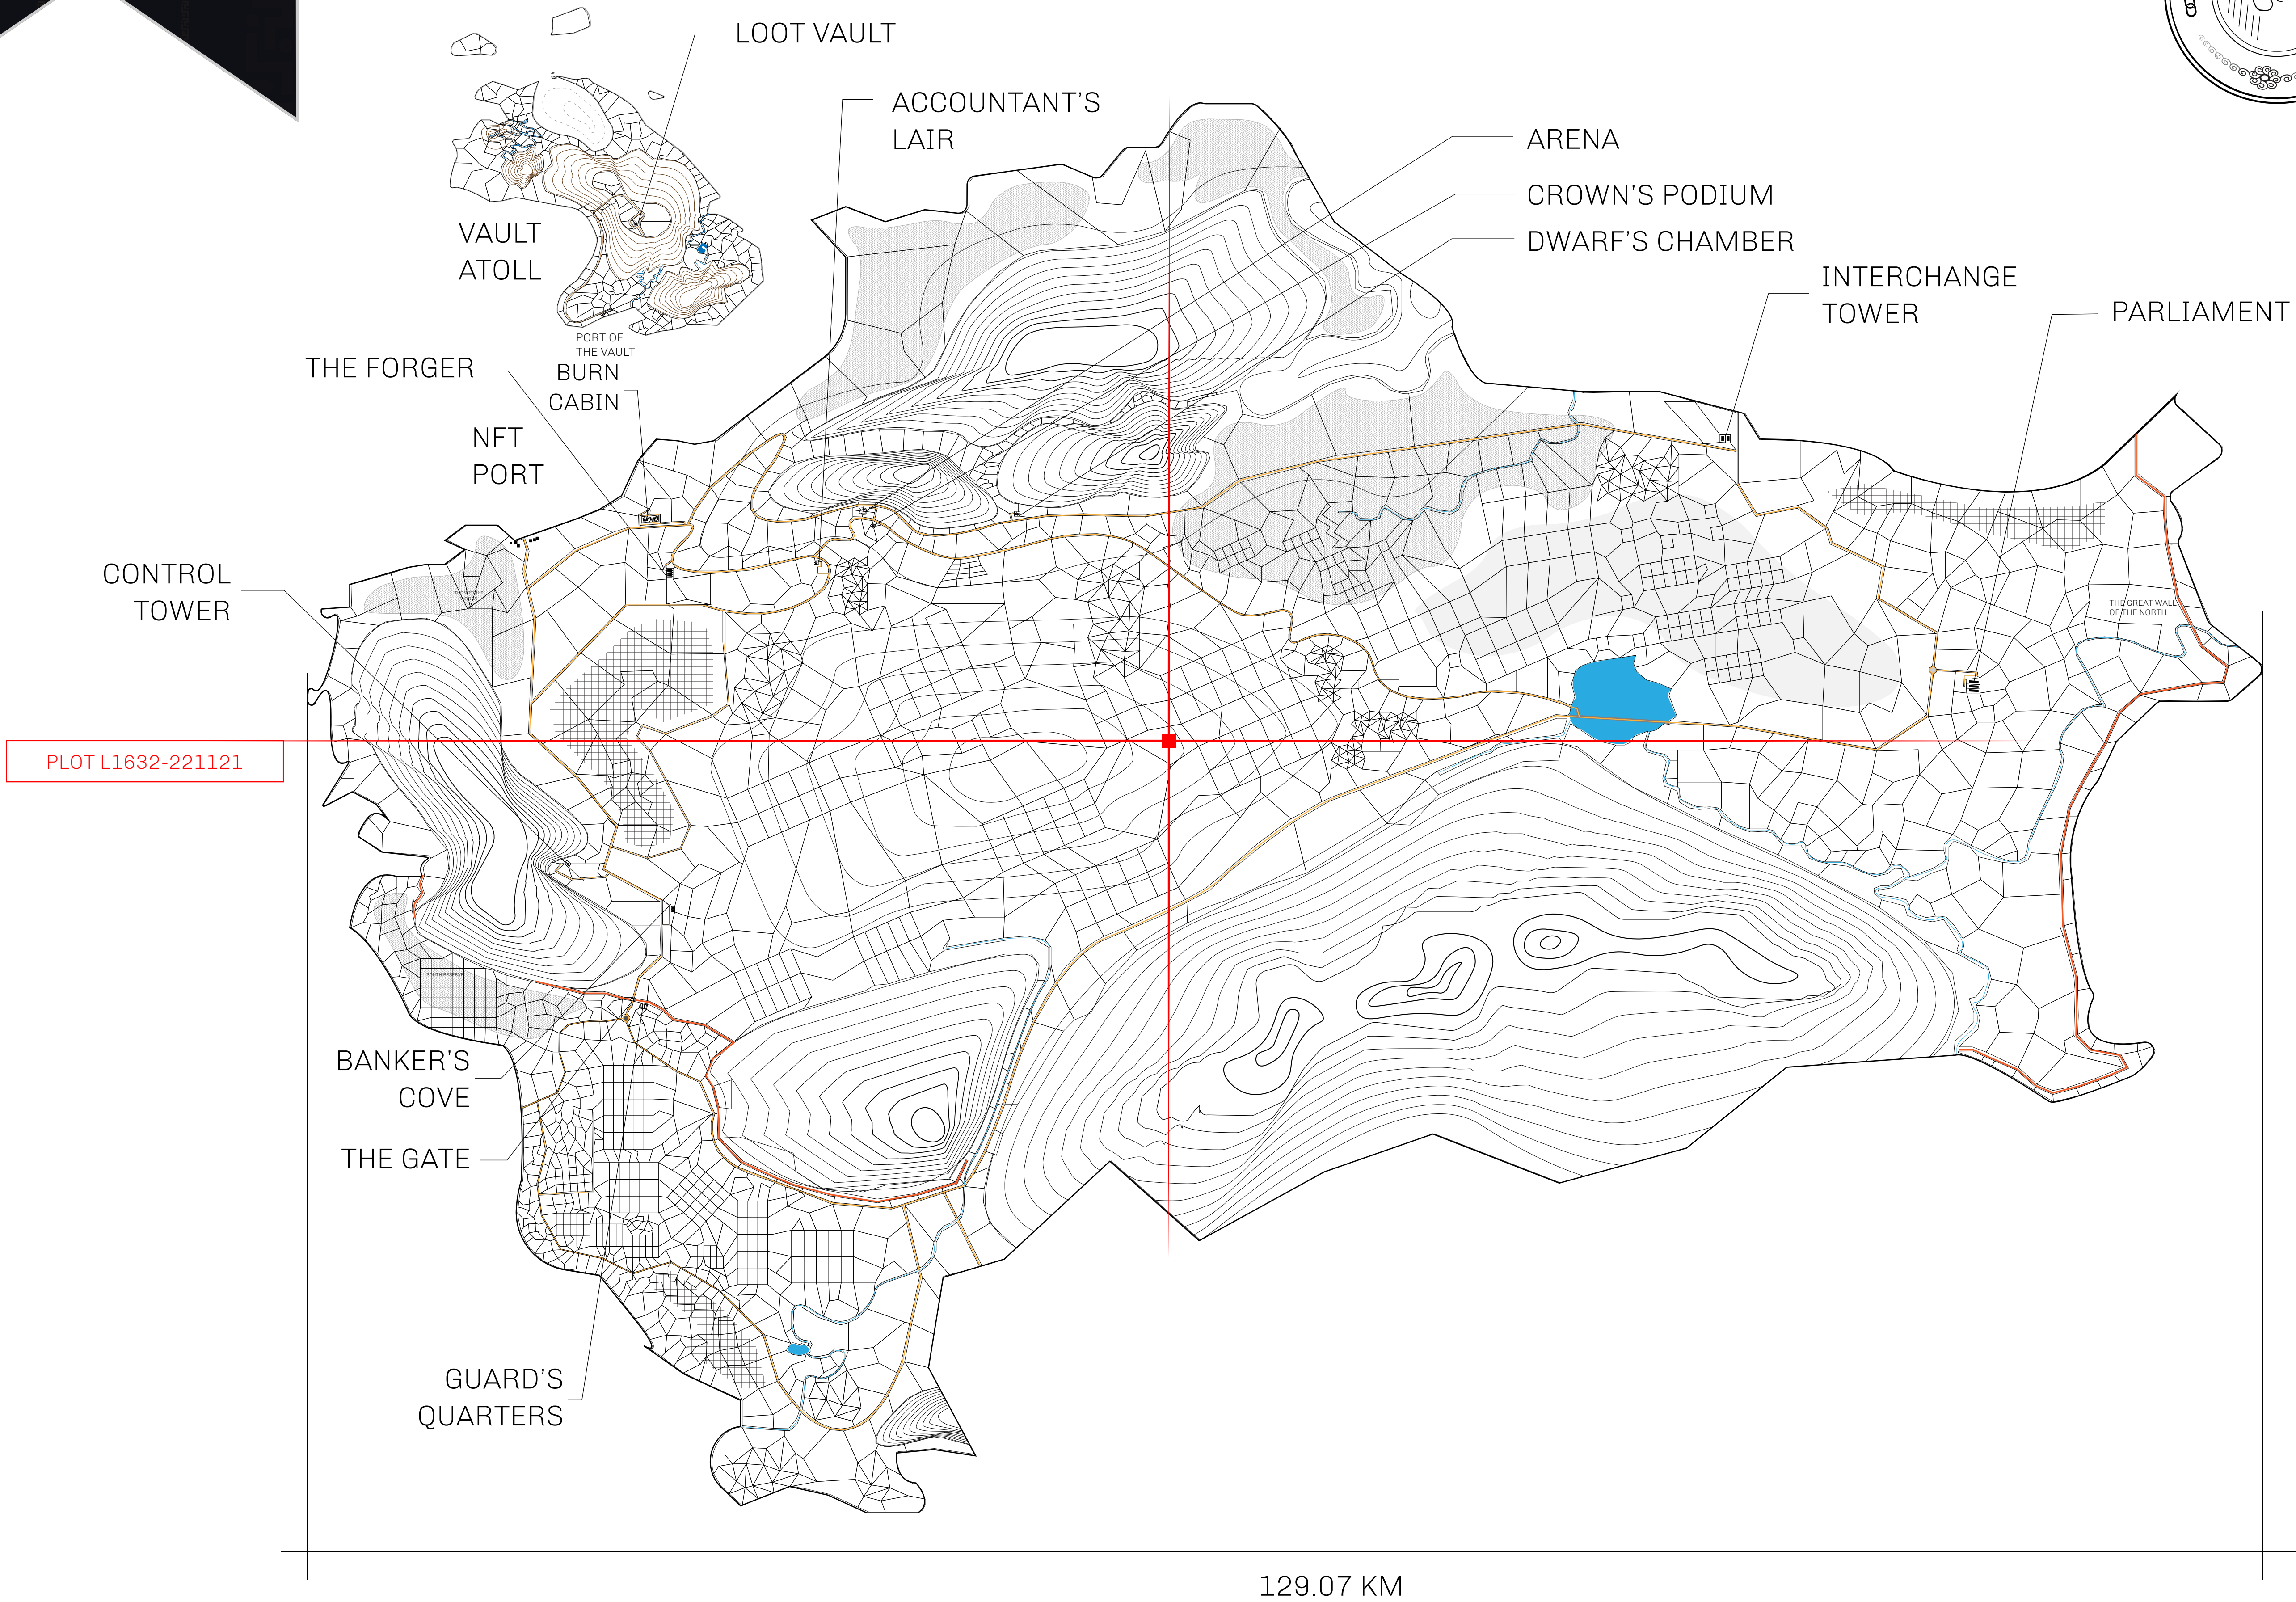 LOOT VAULT
ACCOUNTANT'S
LAIR
ARENA
CROWN'S PODIUM
DWARF'S CHAMBER
INTERCHANGE
TOWER
PARLIAMENT
VAULT
ATOLL
PORT OF
THE VAULT
THE FORGER
BURN
CABIN
NFT
PORT
CONTROL
TOWER
THE GREAT WALL
OF THE NORTH
PLOT L1632-221121
SOUTH RESERVE
BANKER'S
COVE
THE GATE
GUARD'S
QUARTERS
129.07 KM